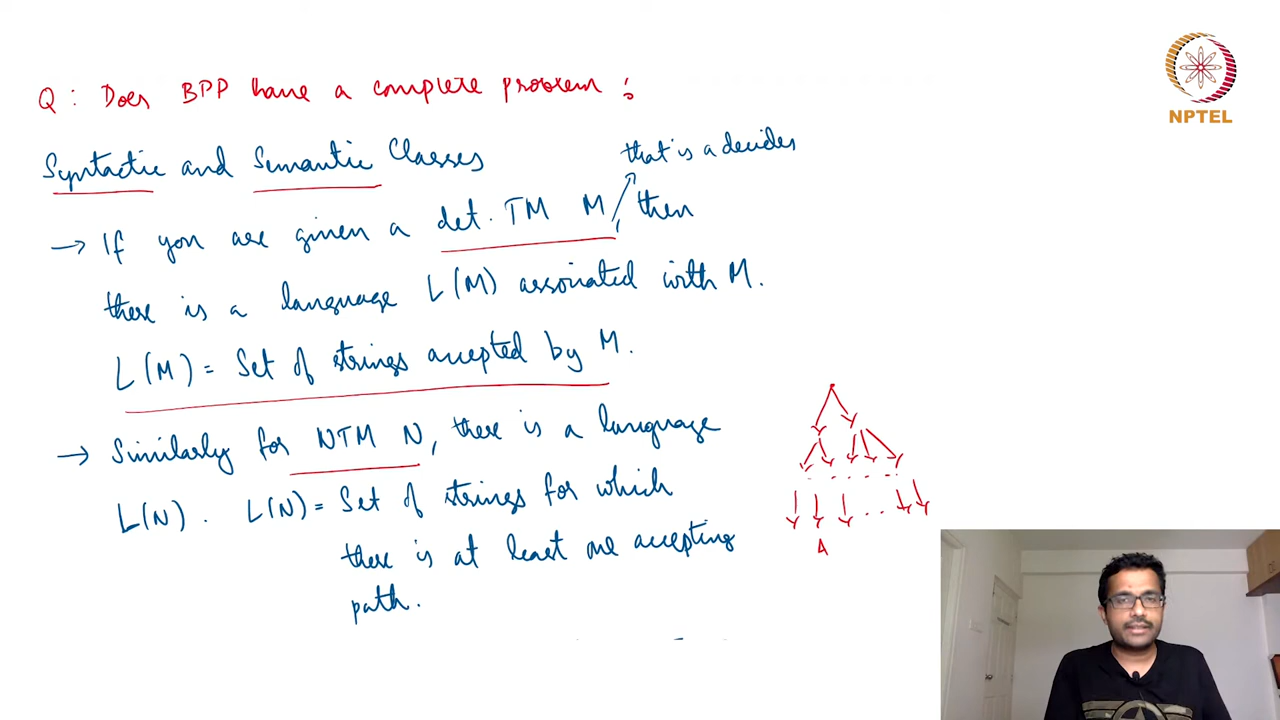 NPTEL
Q: Does BPP have a complete problem?
Syntactic and Semantic Classes
that is a decider
→ If you are given a det. TM M, then
there is a language L(M) associated with M.
L(M) = Set of strings accepted by M.
→ Similarly for NTM N, there is a language
L(N). L(N) = Set of strings for which
there is at least one accepting
path.
A